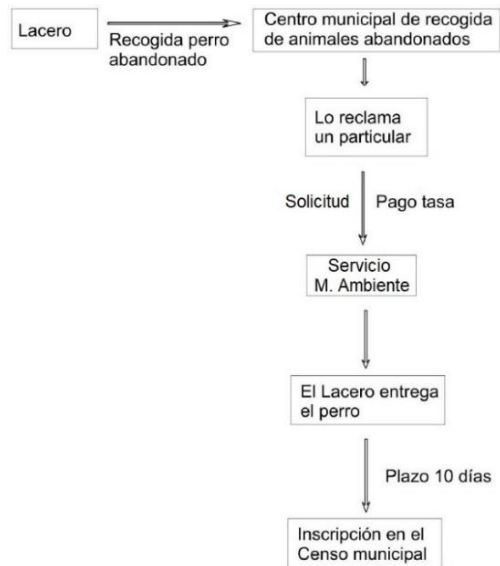 Lacero
Recogida perro
abandonado
Centro municipal de recogida
de animales abandonados
Lo reclama
un particular
Solicitud
Pago tasa
Servicio
M. Ambiente
El Lacero entrega
el perro
Plazo 10 días
Inscripción en el
Censo municipal